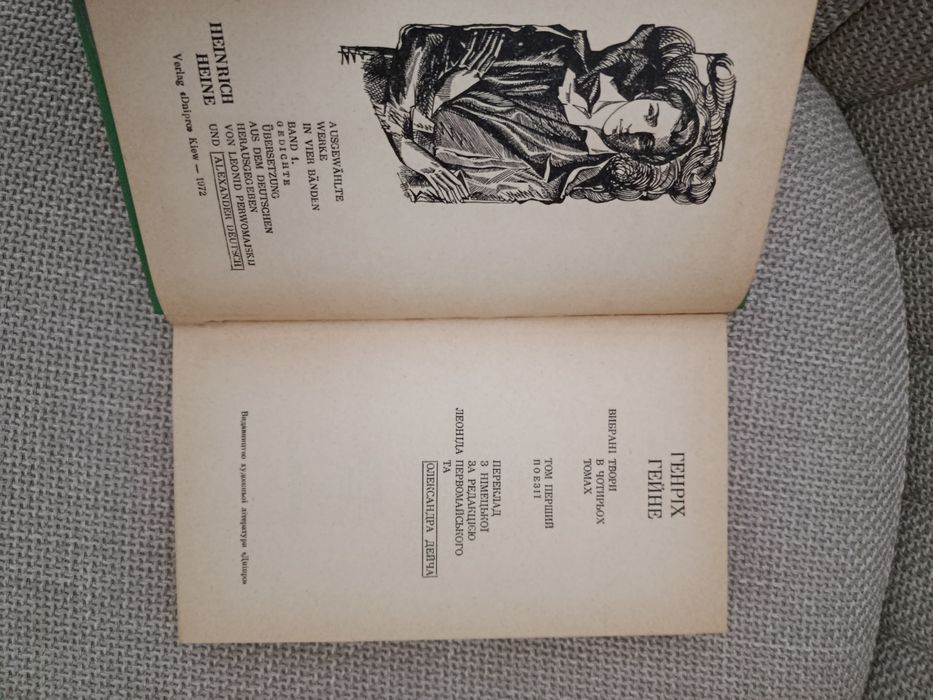 HEINRICH
HEINE
AUSGEWÄHLTE
WERKE
IN VIER BÄNDEN
BAND 1.
GEDICHTE
ÜBERSETZUNG
AUS DEM DEUTSCHEN
HERAUSGEGEBEN
VON LEONID PERWOMAJSKIJ
UND ALEXANDER DEUTSCH
Verlag «Dnipro» Kiew — 1972
ГЕНРІХ
ГЕЙНЕ
ВИБРАНІ ТВОРИ
В ЧОТИРЬОХ
ТОМАХ
ТОМ ПЕРШИЙ
ПОЕЗІЇ
ПЕРЕКЛАД
З НІМЕЦЬКОЇ
ЗА РЕДАКЦІЄЮ
ЛЕОНІДА ПЕРВОМАЙСЬКОГО
ТА
ОЛЕКСАНДРА ДЕЙЧА
Видавництво художньої літератури «Дніпро»